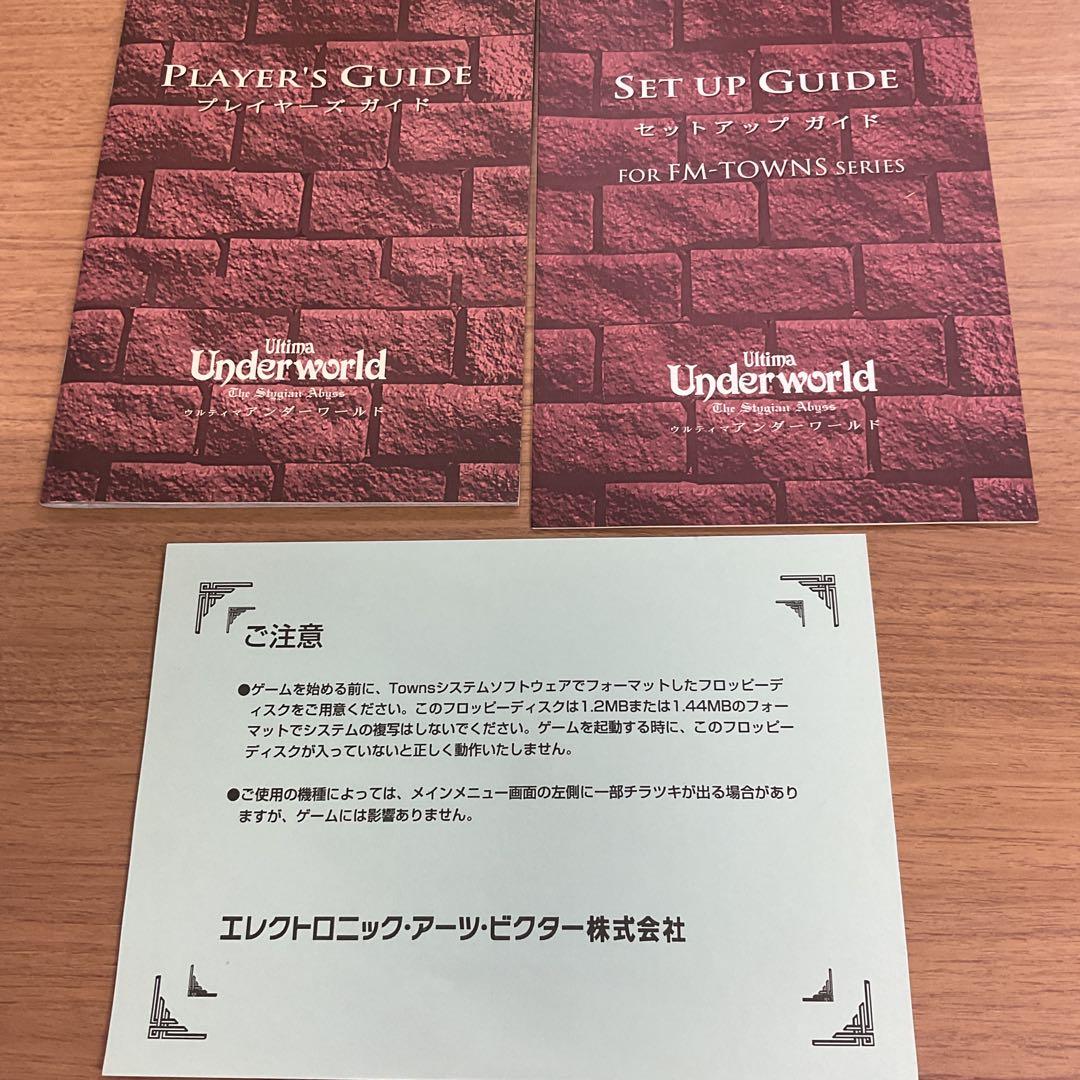 PLAYER'S GUIDE
プレイヤーズ ガイド
Ultima
Underworld
The Stygian Abyss
ウルティマアンダーワールド
SET UP GUIDE
セットアップ ガイド
FOR FM-TOWNS SERIES
Ultima
Underworld
The Stygian Abyss
ウルティマアンダーワールド
ご注意
●ゲームを始める前に、Townsシステムソフトウェアでフォーマットしたフロッピーデ
ィスクをご用意ください。このフロッピーディスクは1.2MBまたは1.44MBのフォー
マットでシステムの複写はしないでください。ゲームを起動する時に、このフロッピー
ディスクが入っていないと正しく動作いたしません。
●ご使用の機種によっては、メインメニュー画面の左側に一部チラツキが出る場合があり
ますが、ゲームには影響ありません。
エレクトロニック・アーツ・ビクター株式会社